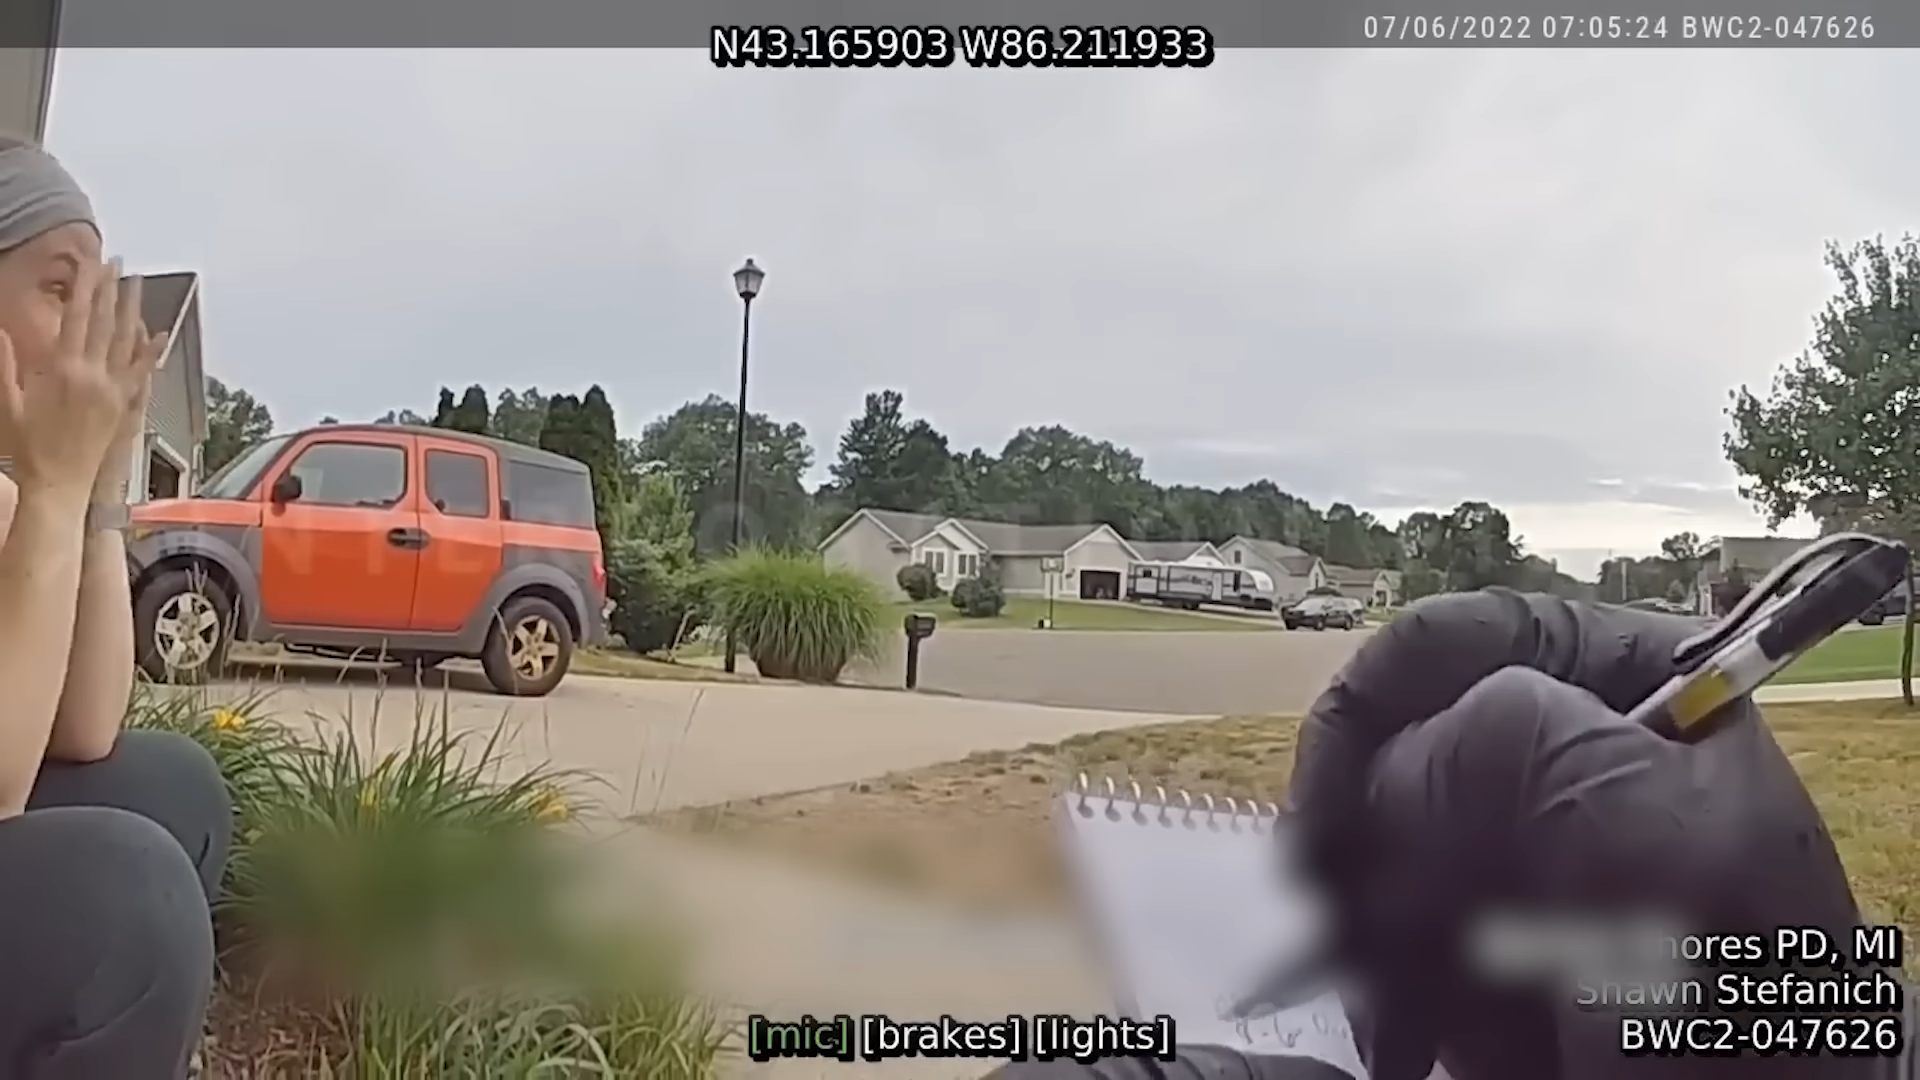 07/06/2022 07:05:24 BWC2-047626
N43.165903 W86.211933
hores PD, MI
Shawn Stefanich
[mic] [brakes] [lights]
BWC2-047626